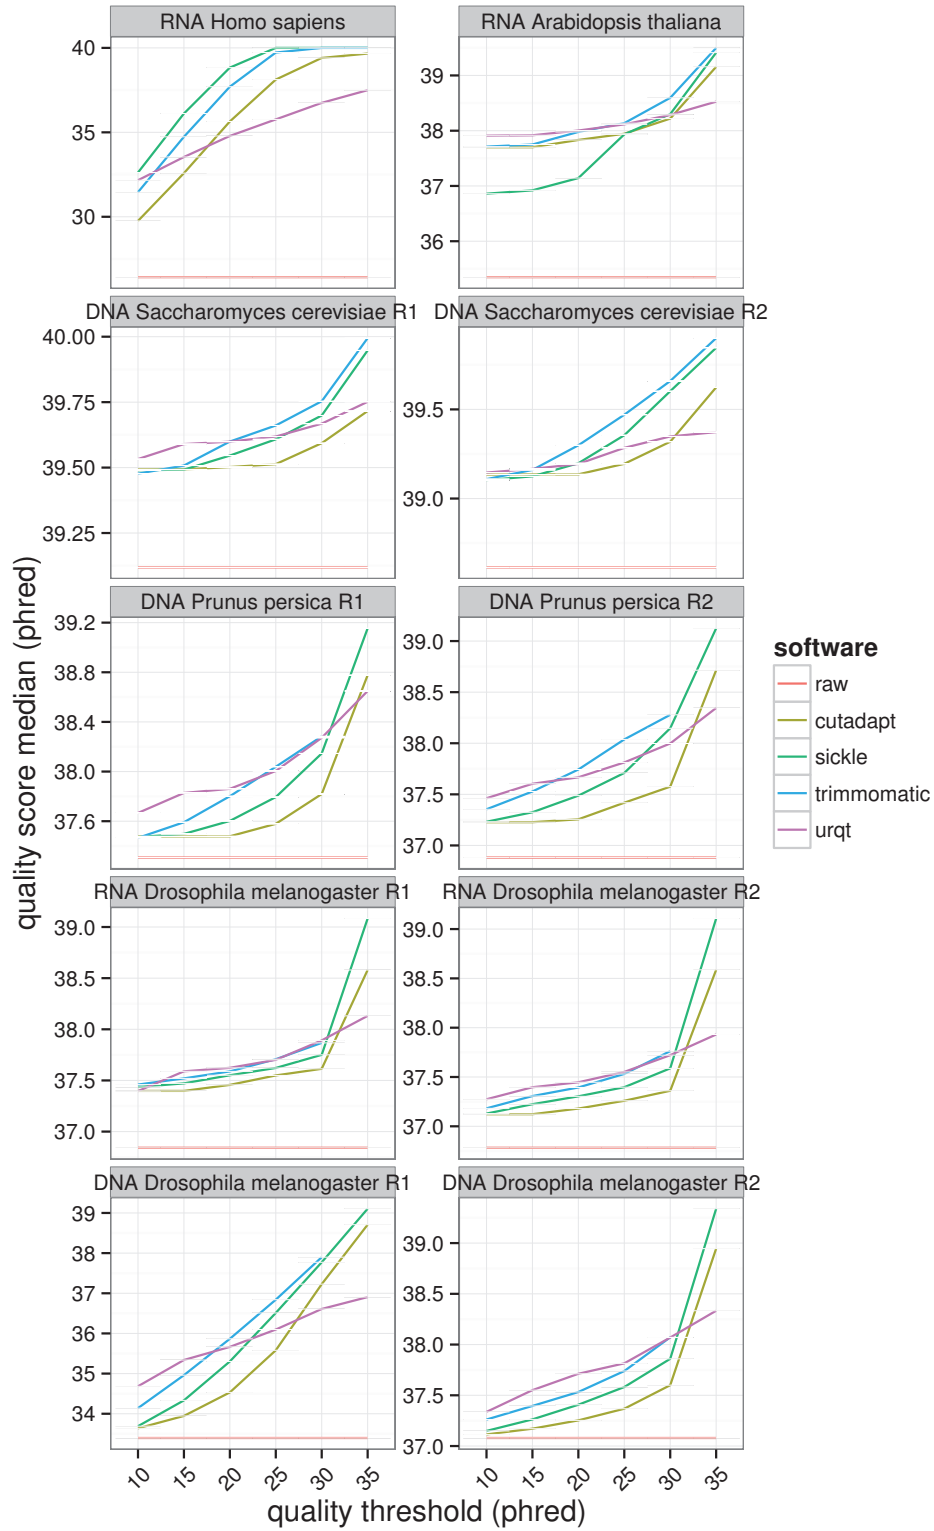 RNA Homo sapiens
RNA Arabidopsis thaliana
40
35
30
39
38
37
36
DNA Saccharomyces cerevisiae R1
DNA Saccharomyces cerevisiae R2
40.00
39.75
39.50
39.25
39.5
39.0
DNA Prunus persica R1
DNA Prunus persica R2
39.2
38.8
38.4
38.0
37.6
39.0
38.5
38.0
37.5
37.0
RNA Drosophila melanogaster R1
RNA Drosophila melanogaster R2
39.0
38.5
38.0
37.5
37.0
39.0
38.5
38.0
37.5
37.0
DNA Drosophila melanogaster R1
DNA Drosophila melanogaster R2
39
38
37
36
35
34
39.0
38.5
38.0
37.5
37.0
10 15 20 25 30 35
10 15 20 25 30 35
quality threshold (phred)
quality score median (phred)
software
raw
cutadapt
sickle
trimmomatic
urqt